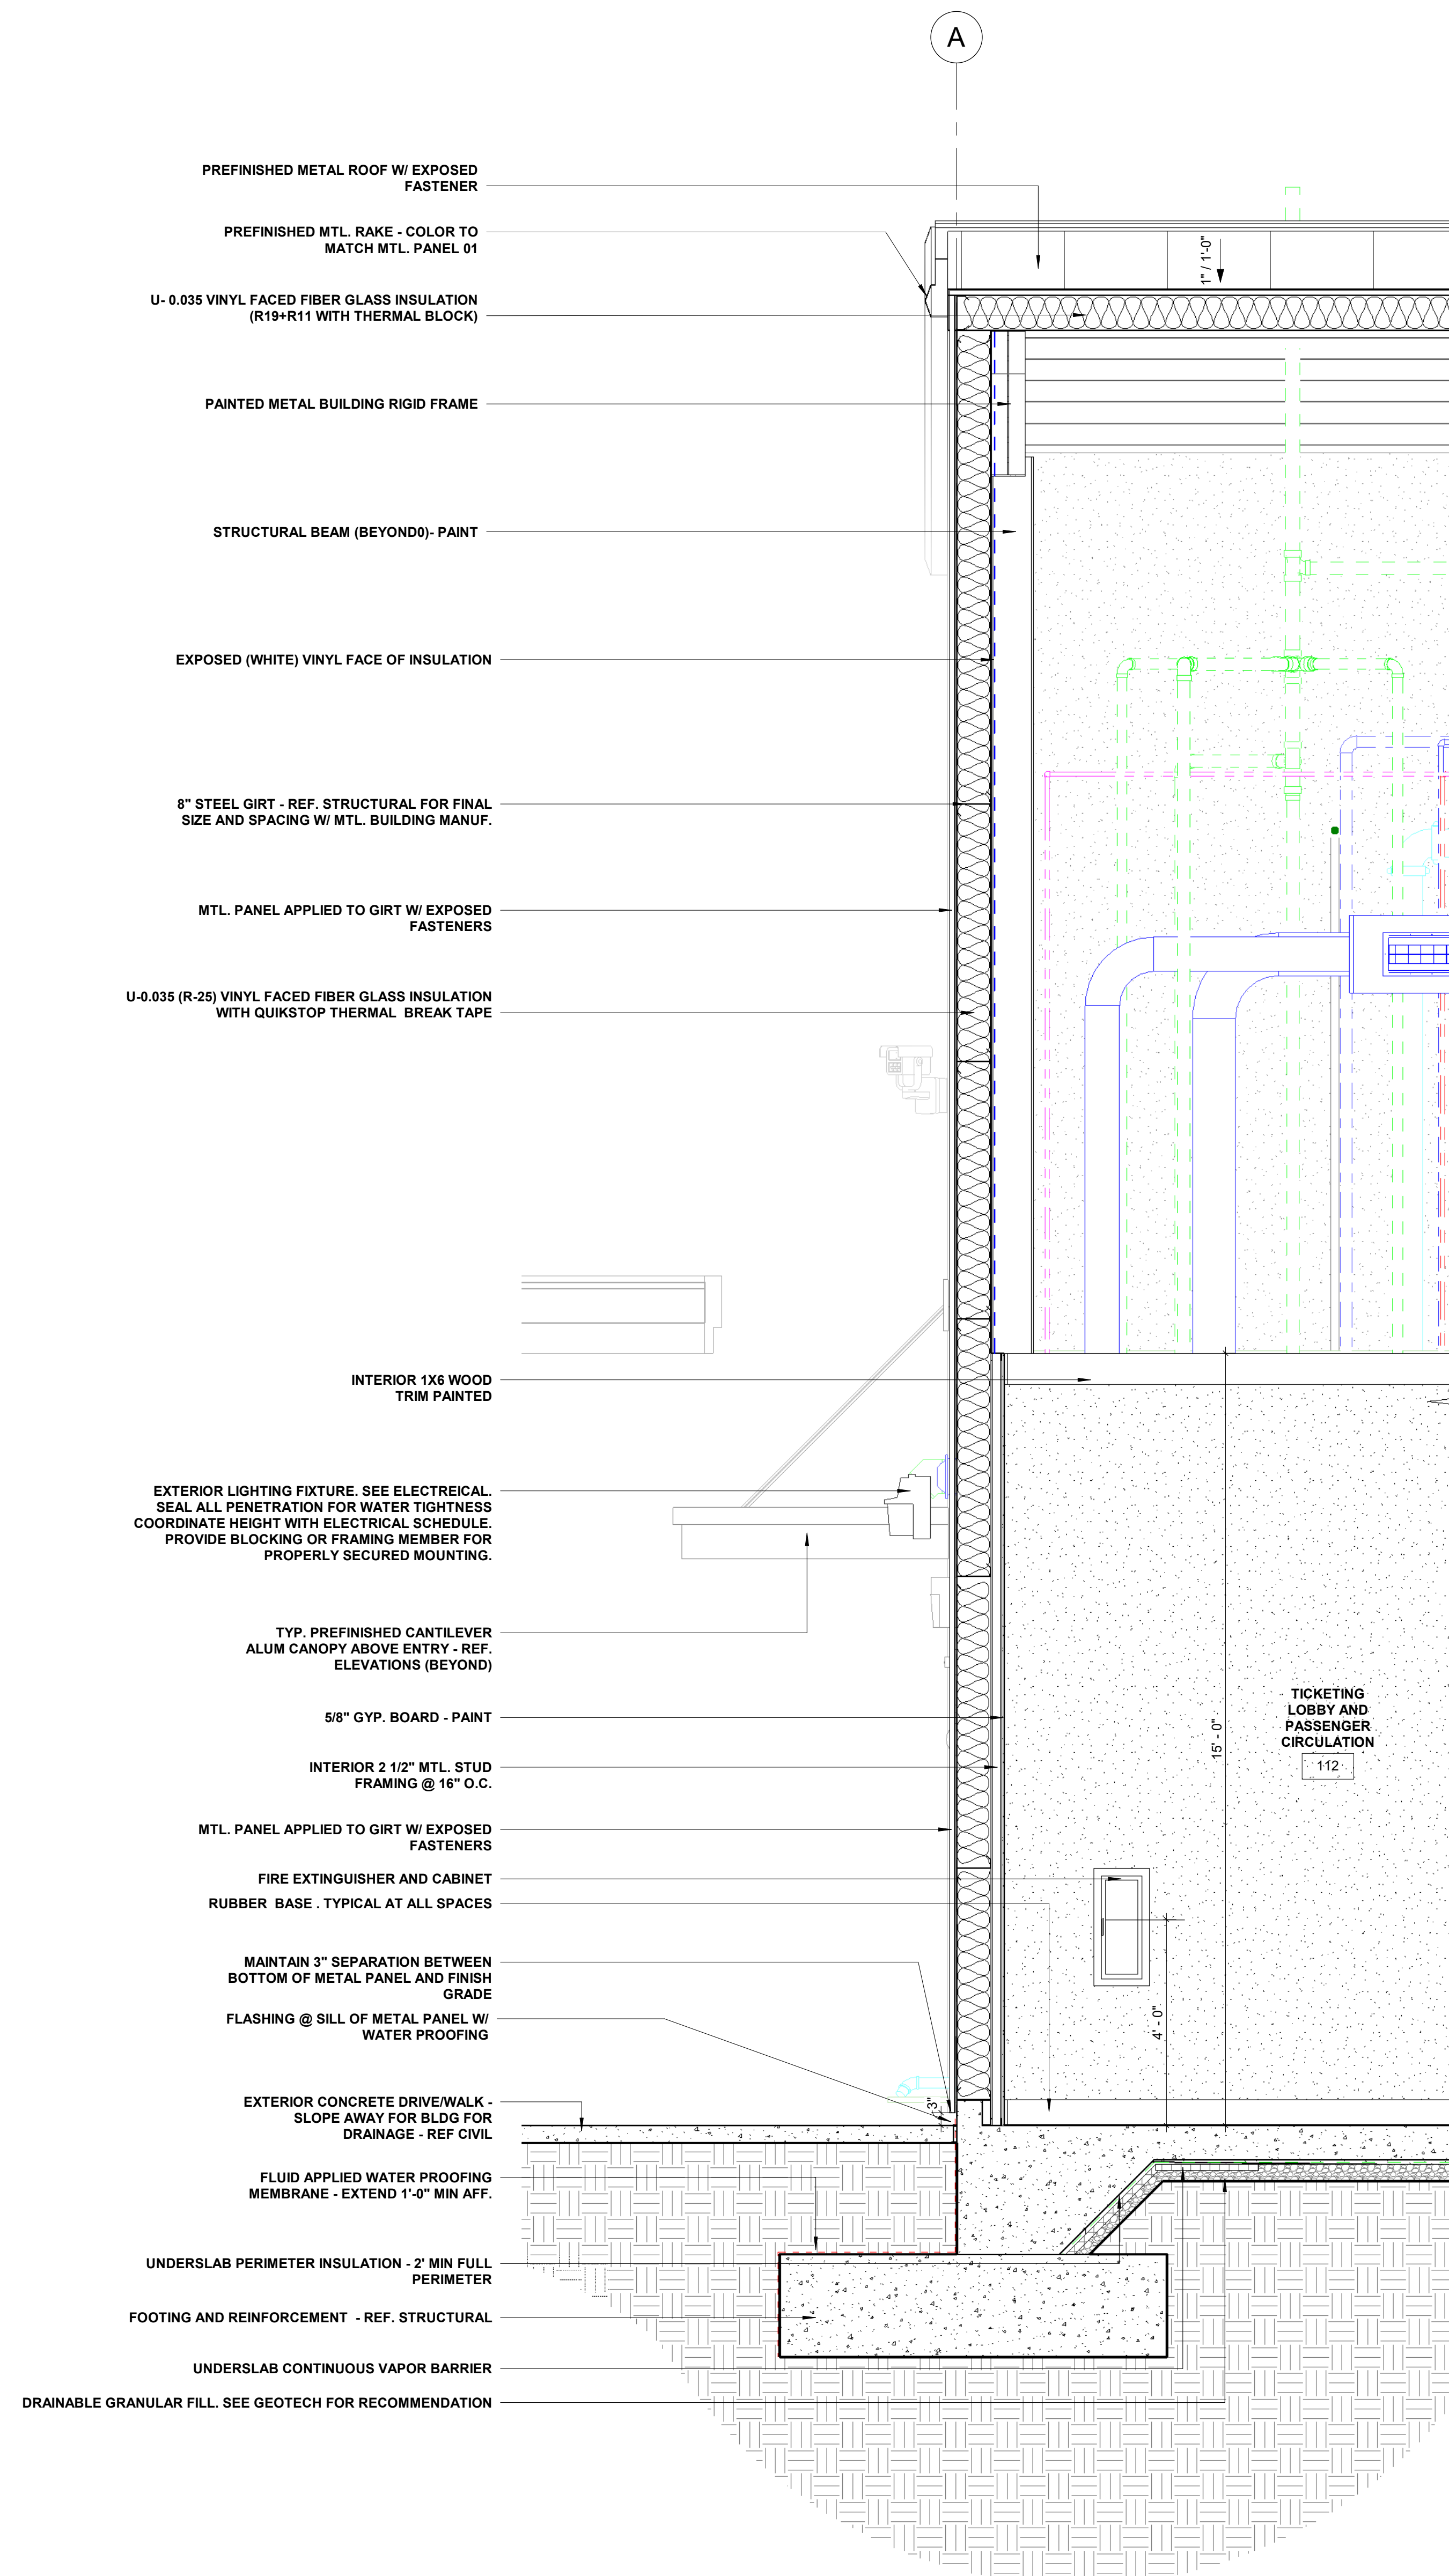 A
PREFINISHED METAL ROOF W/ EXPOSED
FASTENER
PREFINISHED MTL. RAKE - COLOR TO
MATCH MTL. PANEL 01
1" / 1'-0"
U- 0.035 VINYL FACED FIBER GLASS INSULATION
(R19+R11 WITH THERMAL BLOCK)
PAINTED METAL BUILDING RIGID FRAME
STRUCTURAL BEAM (BEYOND0)- PAINT
EXPOSED (WHITE) VINYL FACE OF INSULATION
8" STEEL GIRT - REF. STRUCTURAL FOR FINAL
SIZE AND SPACING W/ MTL. BUILDING MANUF.
MTL. PANEL APPLIED TO GIRT W/ EXPOSED
FASTENERS
U-0.035 (R-25) VINYL FACED FIBER GLASS INSULATION
WITH QUIKSTOP THERMAL  BREAK TAPE
INTERIOR 1X6 WOOD
TRIM PAINTED
EXTERIOR LIGHTING FIXTURE. SEE ELECTREICAL.
SEAL ALL PENETRATION FOR WATER TIGHTNESS
COORDINATE HEIGHT WITH ELECTRICAL SCHEDULE.
PROVIDE BLOCKING OR FRAMING MEMBER FOR
PROPERLY SECURED MOUNTING.
TYP. PREFINISHED CANTILEVER
ALUM CANOPY ABOVE ENTRY - REF.
ELEVATIONS (BEYOND)
5/8" GYP. BOARD - PAINT
TICKETING
LOBBY AND
PASSENGER
CIRCULATION
112
15' - 0"
INTERIOR 2 1/2" MTL. STUD
FRAMING @ 16" O.C.
MTL. PANEL APPLIED TO GIRT W/ EXPOSED
FASTENERS
FIRE EXTINGUISHER AND CABINET
RUBBER  BASE . TYPICAL AT ALL SPACES
MAINTAIN 3" SEPARATION BETWEEN
BOTTOM OF METAL PANEL AND FINISH
GRADE
4' - 0"
FLASHING @ SILL OF METAL PANEL W/
WATER PROOFING
3"
EXTERIOR CONCRETE DRIVE/WALK -
SLOPE AWAY FOR BLDG FOR
DRAINAGE - REF CIVIL
FLUID APPLIED WATER PROOFING
MEMBRANE - EXTEND 1'-0" MIN AFF.
UNDERSLAB PERIMETER INSULATION - 2' MIN FULL
PERIMETER
FOOTING AND REINFORCEMENT  - REF. STRUCTURAL
UNDERSLAB CONTINUOUS VAPOR BARRIER
DRAINABLE GRANULAR FILL. SEE GEOTECH FOR RECOMMENDATION